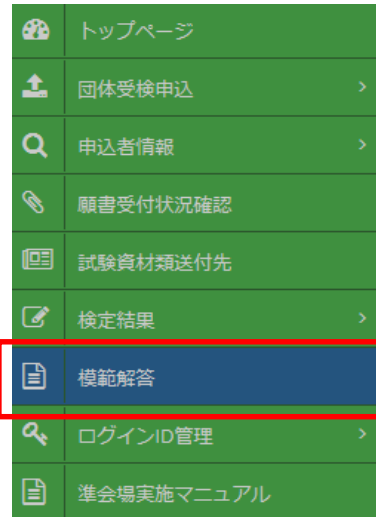 トップページ
団体受検申込
申込者情報
願書受付状況確認
試験資材類送付先
検定結果
模範解答
ログインID管理
準会場実施マニュアル